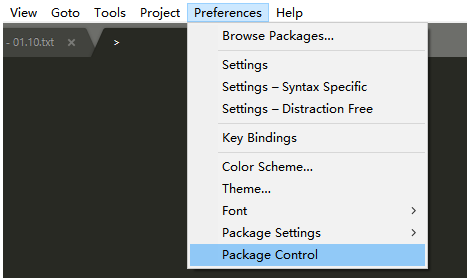 View Goto Tools Project Preferences Help
- 01.10.txt × >
Browse Packages...
Settings
Settings – Syntax Specific
Settings – Distraction Free
Key Bindings
Color Scheme...
Theme...
Font >
Package Settings >
Package Control